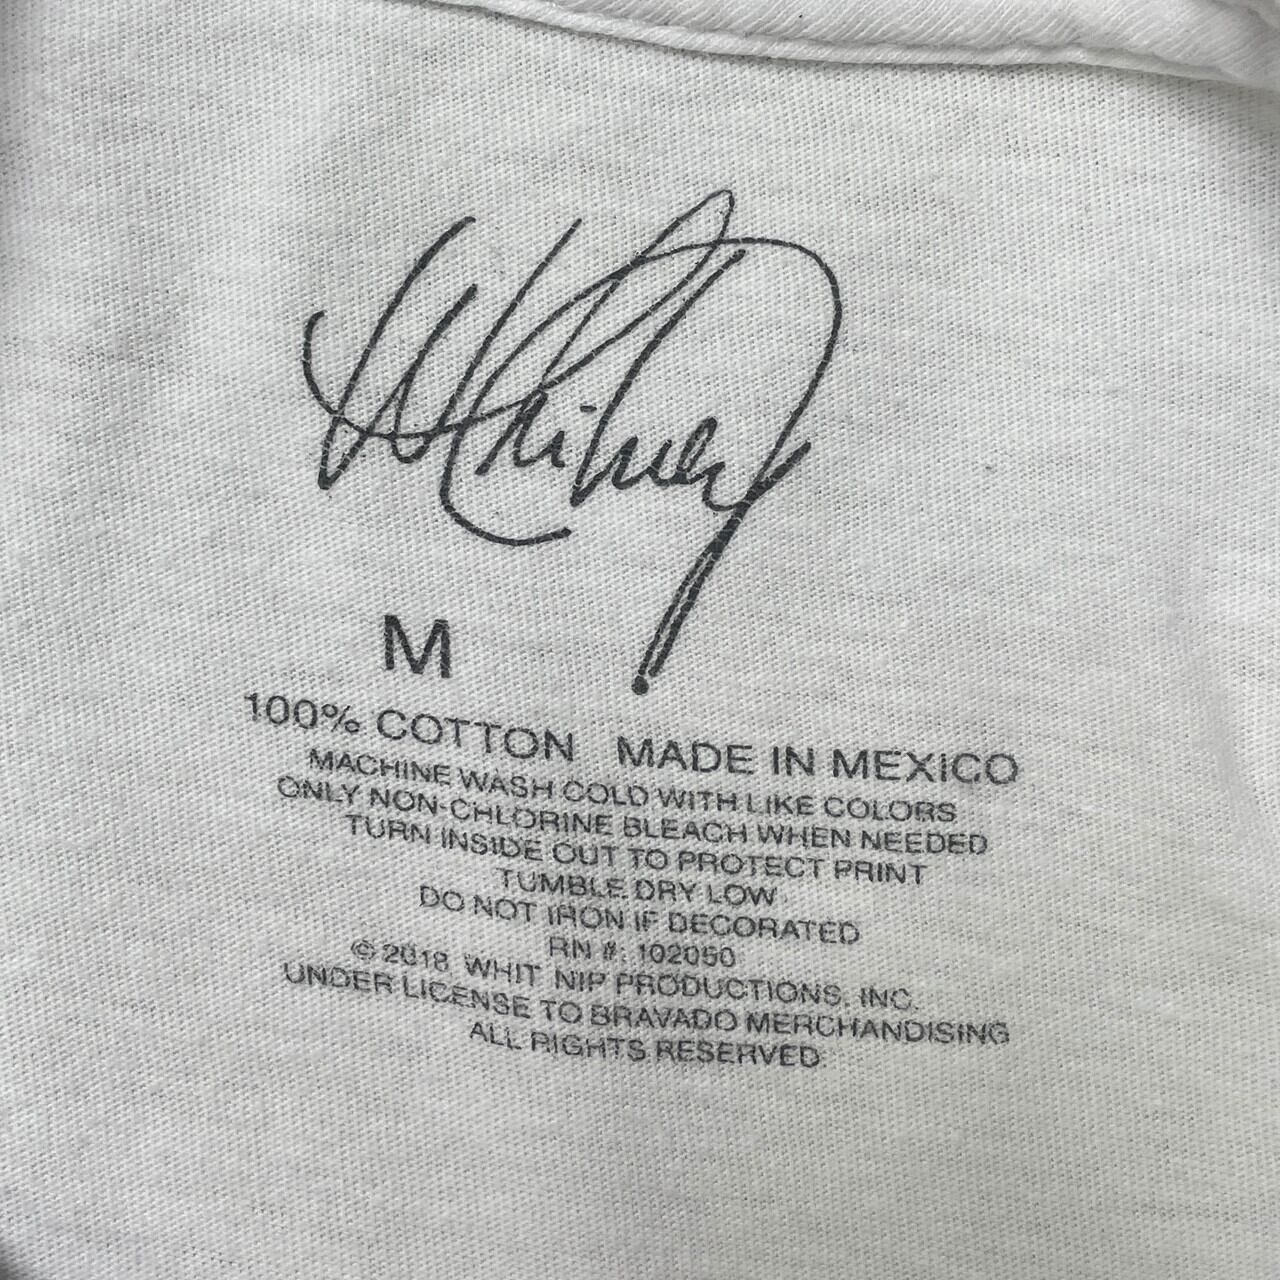 Whitney
M
100% COTTON MADE IN MEXICO
MACHINE WASH COLD WITH LIKE COLORS
ONLY NON-CHLORINE BLEACH WHEN NEEDED
TURN INSIDE OUT TO PROTECT PRINT
TUMBLE DRY LOW
DO NOT IRON IF DECORATED
RN #: 102050
© 2018 WHIT NIP PRODUCTIONS, INC.
UNDER LICENSE TO BRAVADO MERCHANDISING
ALL RIGHTS RESERVED.